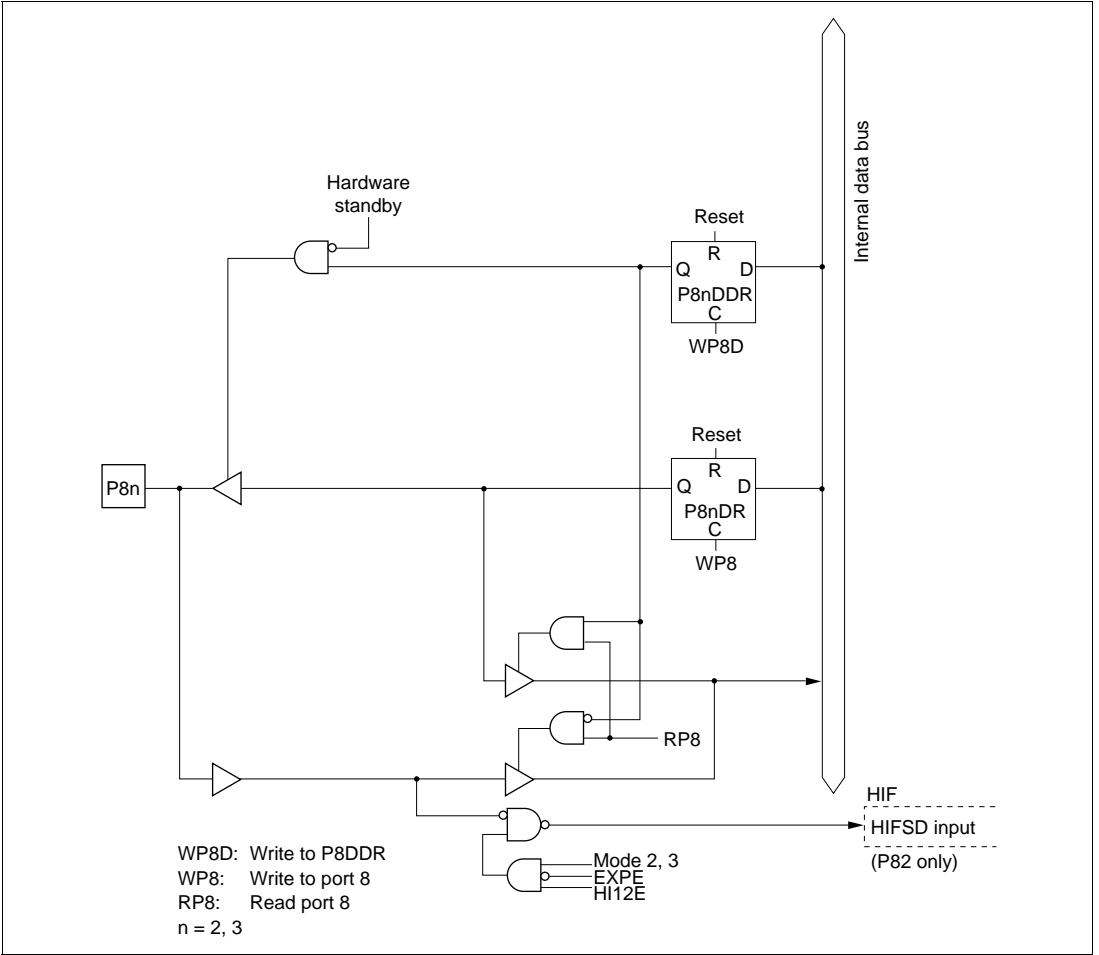 Internal data bus
Hardware
standby
Reset
R
Q D
P8nDDR
C
WP8D
Reset
R
P8n
Q D
P8nDR
C
WP8
RP8
HIF
HIFSD input
(P82 only)
Mode 2, 3
EXPE
HI12E
WP8D: Write to P8DDR
WP8: Write to port 8
RP8: Read port 8
n = 2, 3